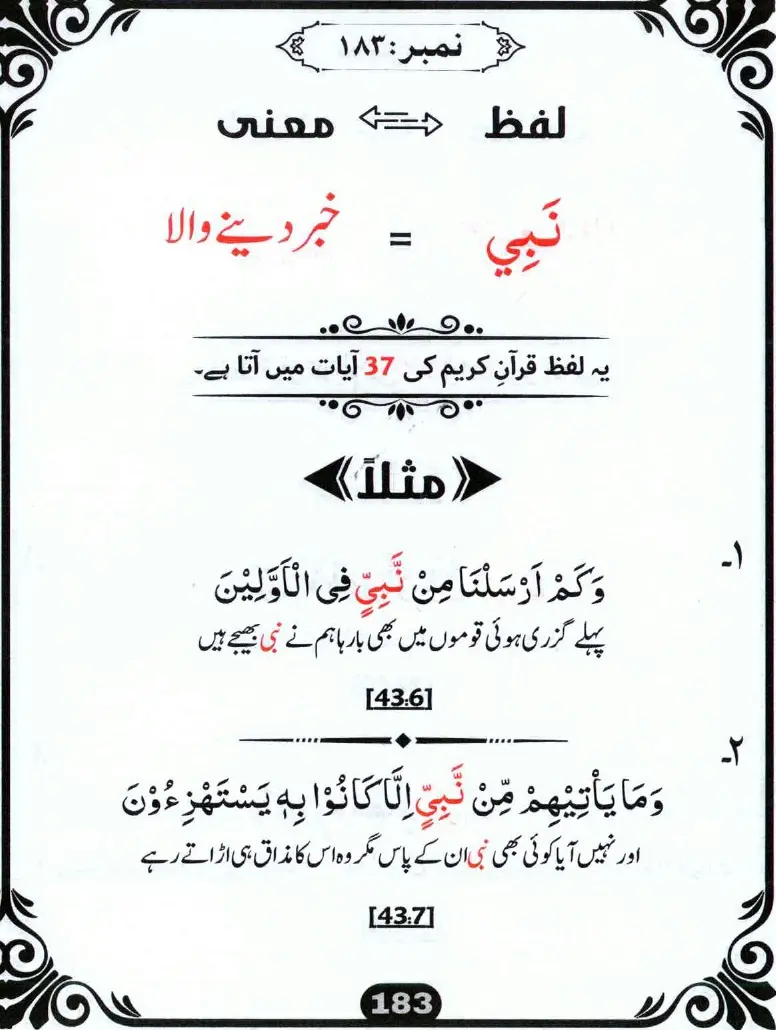 نمبر: ۱۸۳
لفظ معنی
نَبِي = خبر دینے والا
یہ لفظ قرآنِ کریم کی 37 آیات میں آتا ہے۔
مثلاً
۱۔
وَكَمْ اَرْسَلْنَا مِنْ نَّبِيٍّ فِى الْاَوَّلِيْنَ
پہلے گزری ہوئی قوموں میں بھی بارہا ہم نے نبی بھیجے ہیں
[43:6]
۲۔
وَمَا يَأْتِيْهِمْ مِّنْ نَّبِيٍّ اِلَّا كَانُوْا بِهٖ يَسْتَهْزِءُوْنَ
اور نہیں آیا کوئی بھی نبی ان کے پاس مگر وہ اس کا مذاق ہی اڑاتے رہے
[43:7]
183